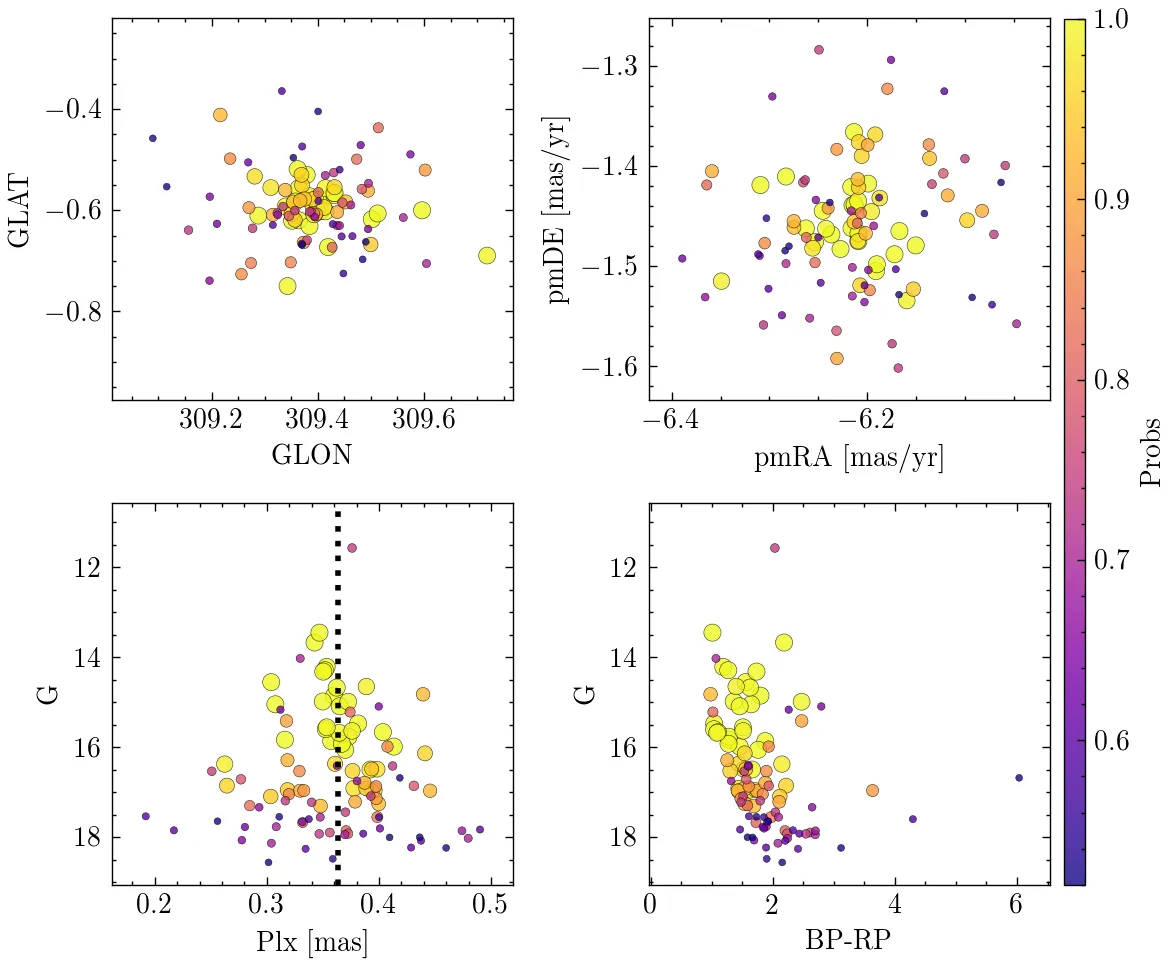 GLAT
−0.4
−0.6
−0.8
309.2 309.4 309.6
GLON
pmDE [mas/yr]
−1.3
−1.4
−1.5
−1.6
−6.4 −6.2
pmRA [mas/yr]
1.0
0.9
0.8
0.7
0.6
Probs
G
12
14
16
18
0.2 0.3 0.4 0.5
Plx [mas]
G
12
14
16
18
0 2 4 6
BP-RP